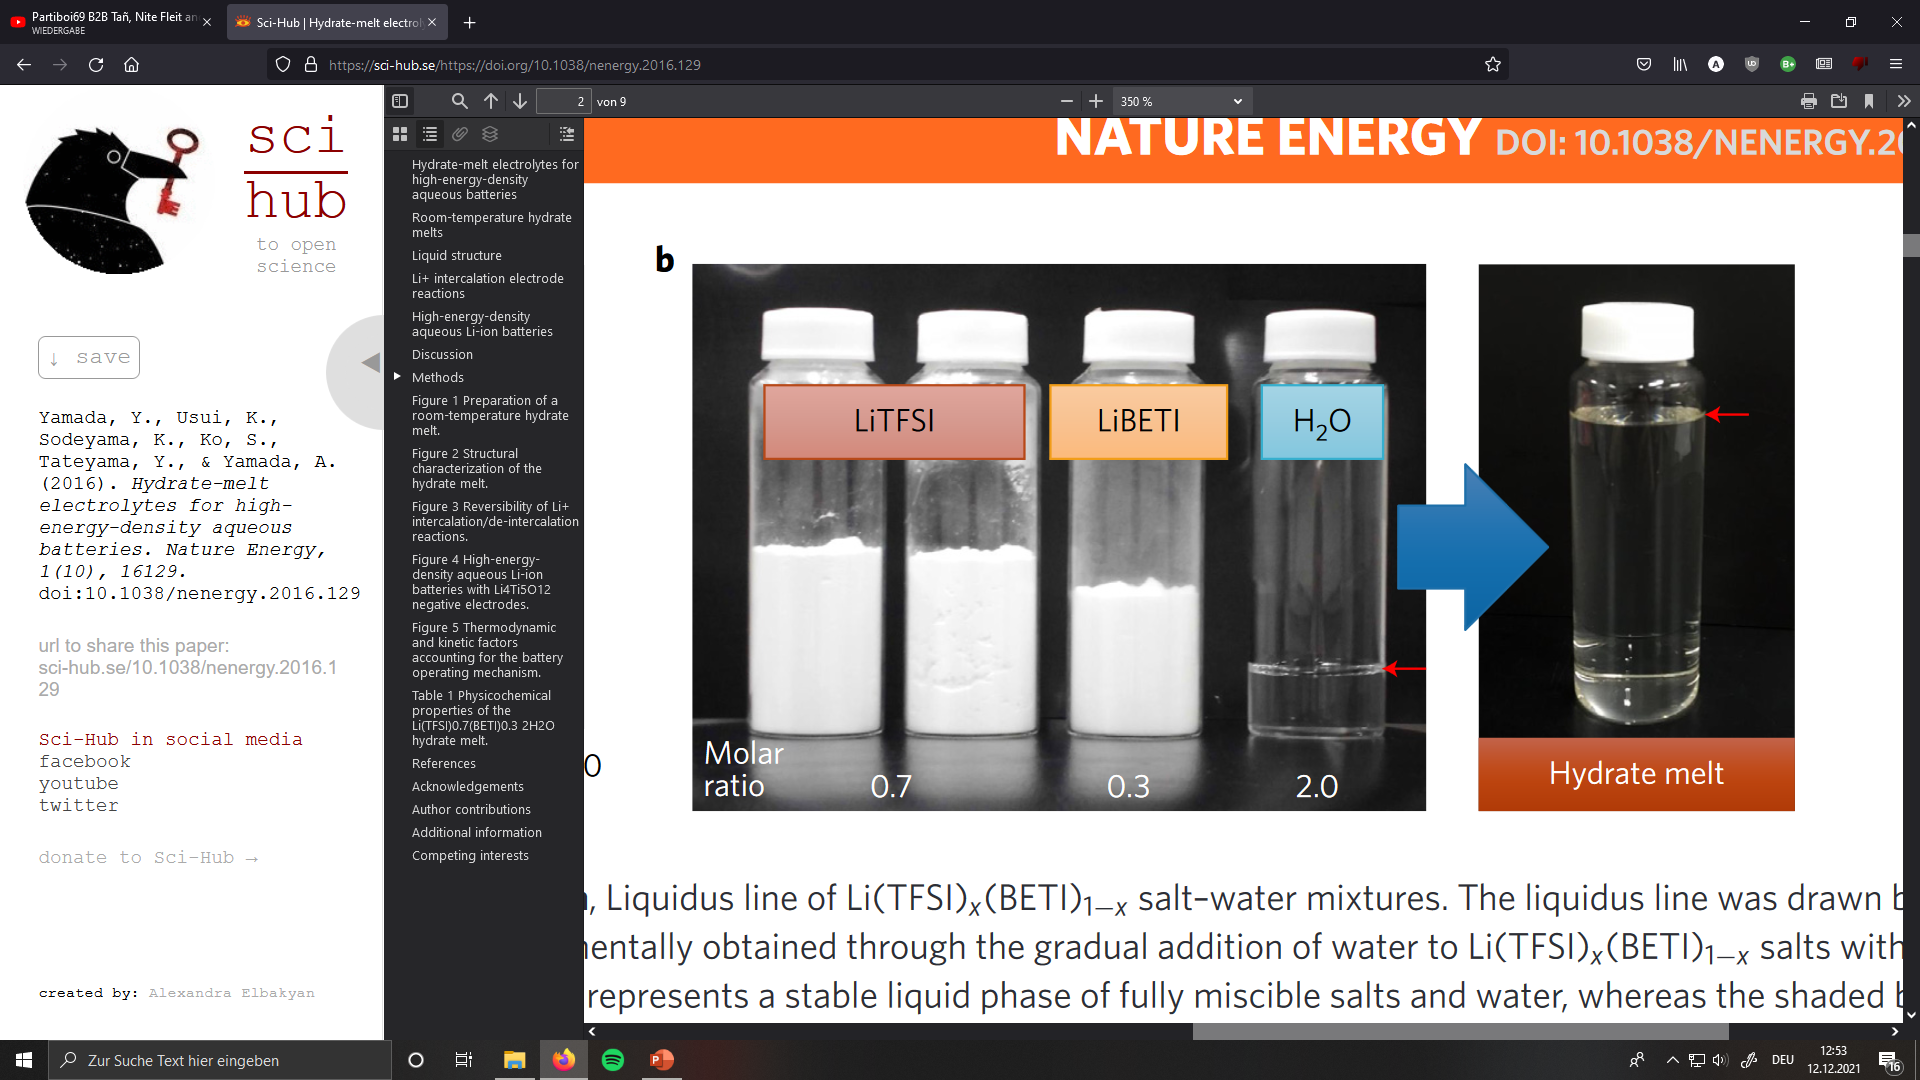 Partiboi69 B2B Tañ, Nite Fleit an
WIEDERGABE
Sci-Hub | Hydrate-melt electrol
https://sci-hub.se/https://doi.org/10.1038/nenergy.2016.129
sci
hub
to open
science
↓ save
Yamada, Y., Usui, K.,
Sodeyama, K., Ko, S.,
Tateyama, Y., & Yamada, A.
(2016). Hydrate-melt
electrolytes for high-
energy-density aqueous
batteries. Nature Energy,
1(10), 16129.
doi:10.1038/nenergy.2016.129
url to share this paper:
sci-hub.se/10.1038/nenergy.2016.1
29
Sci-Hub in social media
facebook
youtube
twitter
donate to Sci-Hub →
created by: Alexandra Elbakyan
2 von 9
350 %
Hydrate-melt electrolytes for
high-energy-density
aqueous batteries
Room-temperature hydrate
melts
Liquid structure
Li+ intercalation electrode
reactions
High-energy-density
aqueous Li-ion batteries
Discussion
Methods
Figure 1 Preparation of a
room-temperature hydrate
melt.
Figure 2 Structural
characterization of the
hydrate melt.
Figure 3 Reversibility of Li+
intercalation/de-intercalation
reactions.
Figure 4 High-energy-
density aqueous Li-ion
batteries with Li4Ti5O12
negative electrodes.
Figure 5 Thermodynamic
and kinetic factors
accounting for the battery
operating mechanism.
Table 1 Physicochemical
properties of the
Li(TFSI)0.7(BETI)0.3 2H2O
hydrate melt.
References
Acknowledgements
Author contributions
Additional information
Competing interests
NATURE ENERGY DOI: 10.1038/NENERGY.20
b
LiTFSI
LiBETI
H₂O
Molar
ratio
0.7
0.3
2.0
Hydrate melt
0
, Liquidus line of Li(TFSI)ₓ(BETI)₁₋ₓ salt–water mixtures. The liquidus line was drawn b
mentally obtained through the gradual addition of water to Li(TFSI)ₓ(BETI)₁₋ₓ salts with
represents a stable liquid phase of fully miscible salts and water, whereas the shaded b
Zur Suche Text hier eingeben
DEU
12:53
12.12.2021
16